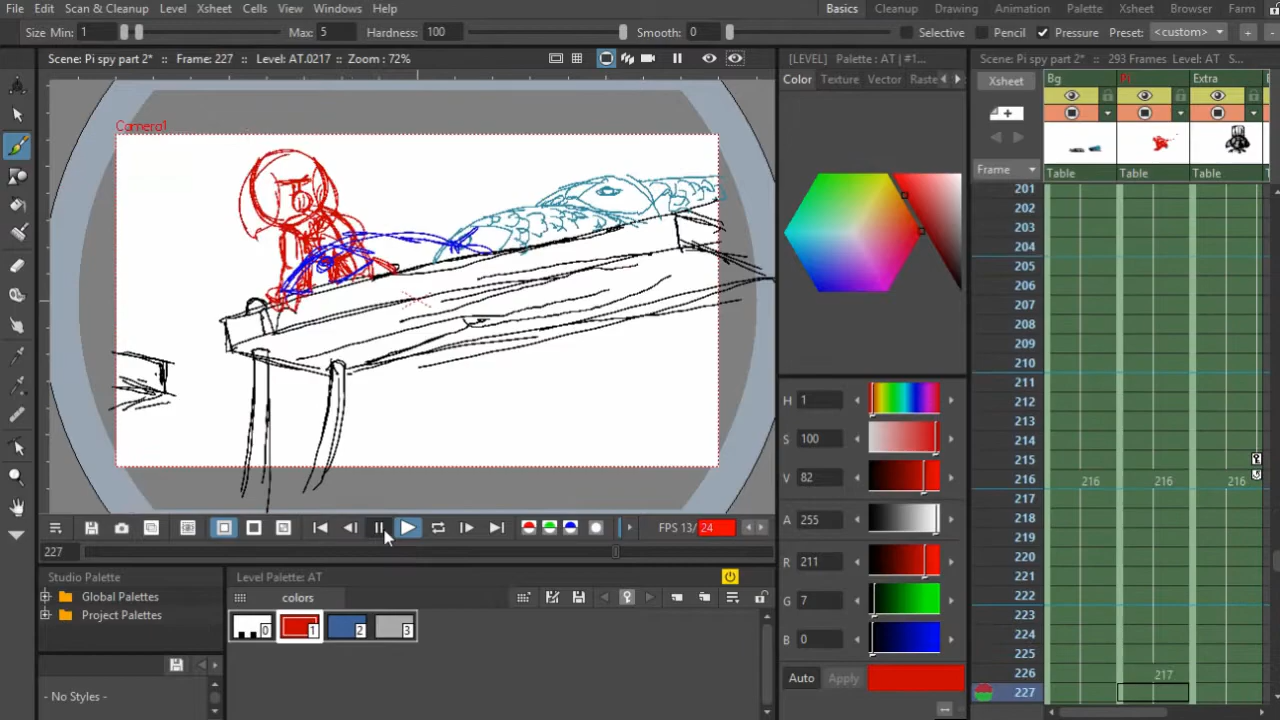 File Edit Scan & Cleanup Level Xsheet Cells View Windows Help
Basics Cleanup Drawing Animation Palette Xsheet Browser Farm
Size Min: 1 Max: 5 Hardness: 100 Smooth: 0 Selective Pencil Pressure Preset: <custom>
Scene: Pi spy part2* :: Frame: 227 :: Level: AT.0217 :: Zoom : 72%
[LEVEL] Palette : AT | #1...
Scene: Pi spy part2* :: 293 Frames Level: AT S...
Color Texture Vector Raste
Xsheet
Bg Pi Extra
Camera1
Frame
Table Table Table
201
202
203
204
205
206
207
208
209
210
211
212
213
214
215
216 216 216 216
217
218
219
220
221
222
223
224
225
226 217
227
H 1
S 100
V 82
A 255
R 211
G 7
B 0
Auto Apply
FPS 13/24
227
Studio Palette
Global Palettes
Project Palettes
- No Styles -
Level Palette: AT
colors
0 1 2 3